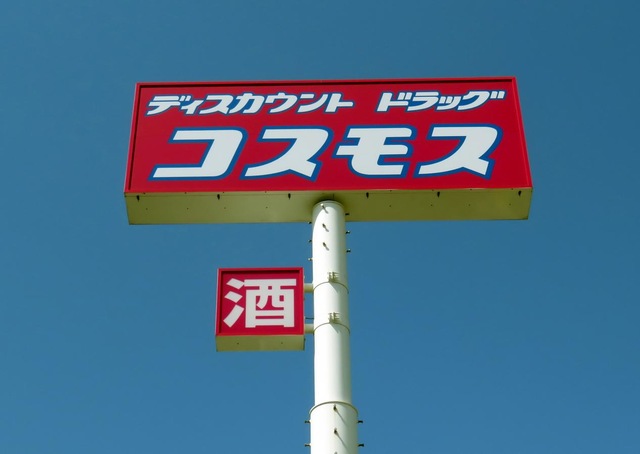 ディスカウント ドラッグ
コスモス
酒